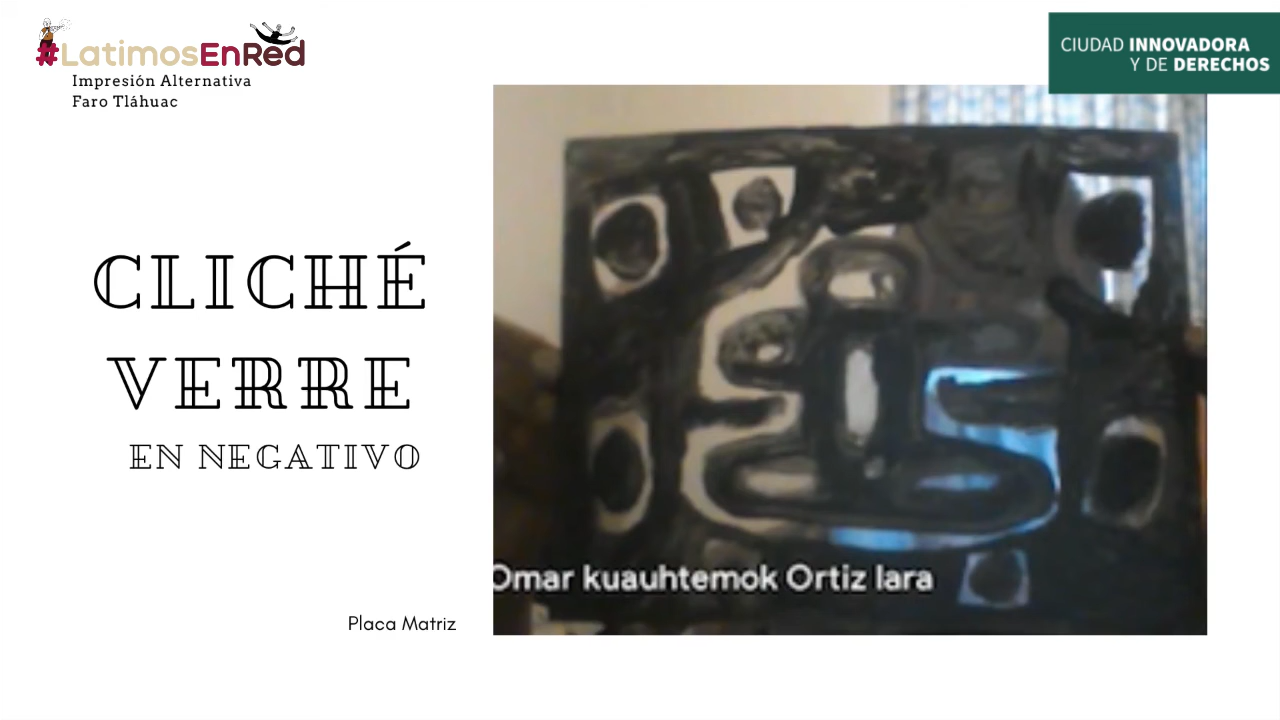 #LatimosEnRed
Impresión Alternativa
Faro Tláhuac
CIUDAD INNOVADORA
Y DE DERECHOS
CLICHÉ
VERRE
EN NEGATIVO
Omar kuauhtemok Ortiz lara
Placa Matriz